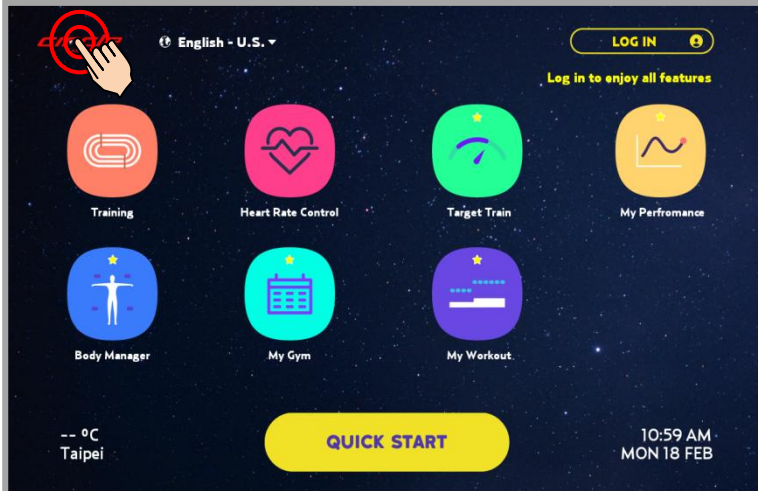 English - U.S.
LOG IN
Log in to enjoy all features
Training
Heart Rate Control
Target Train
My Perfromance
Body Manager
My Gym
My Workout
-- ºC
Taipei
QUICK START
10:59 AM
MON 18 FEB